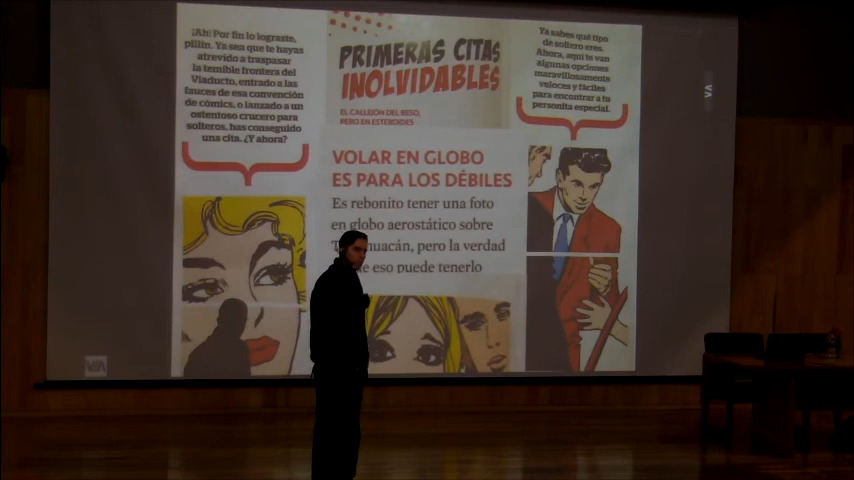 ¡Ah! Por fin lo lograste,
pillín. Ya sea que te hayas
atrevido a traspasar
la temible frontera del
Viaducto, entrado a las
fauces de esa convención
de cómics, o lanzado a un
ostentoso crucero para
solteros, has conseguido
una cita. ¿Y ahora?
PRIMERAS CITAS
INOLVIDABLES
EL CALLEJÓN DEL BESO,
PERO EN ESTEROIDES
VOLAR EN GLOBO
ES PARA LOS DÉBILES
Es rebonito tener una foto
en globo aerostático sobre
huacán, pero la verdad
e eso puede tenerlo
Ya sabes qué tipo
de soltero eres.
Ahora, aquí te van
algunas opciones
maravillosamente
veloces y fáciles
para encontrar a tu
personita especial.